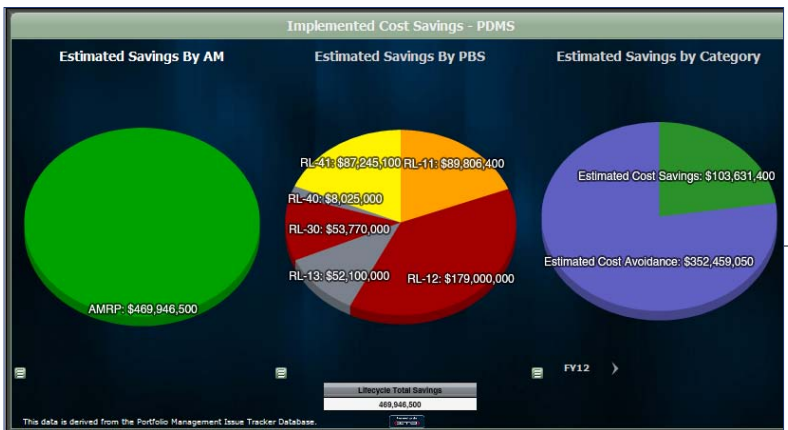 Implemented Cost Savings - PDMS
Estimated Savings By AM
Estimated Savings By PBS
Estimated Savings by Category
AMRP: $469,946,500
RL-41: $87,245,100
RL-11: $89,806,400
RL-40: $8,025,000
RL-30: $53,770,000
RL-13: $52,100,000
RL-12: $179,000,000
Estimated Cost Savings: $103,631,400
Estimated Cost Avoidance: $352,459,050
FY12
Lifecycle Total Savings
469,946,500
This data is derived from the Portfolio Management Issue Tracker Database.